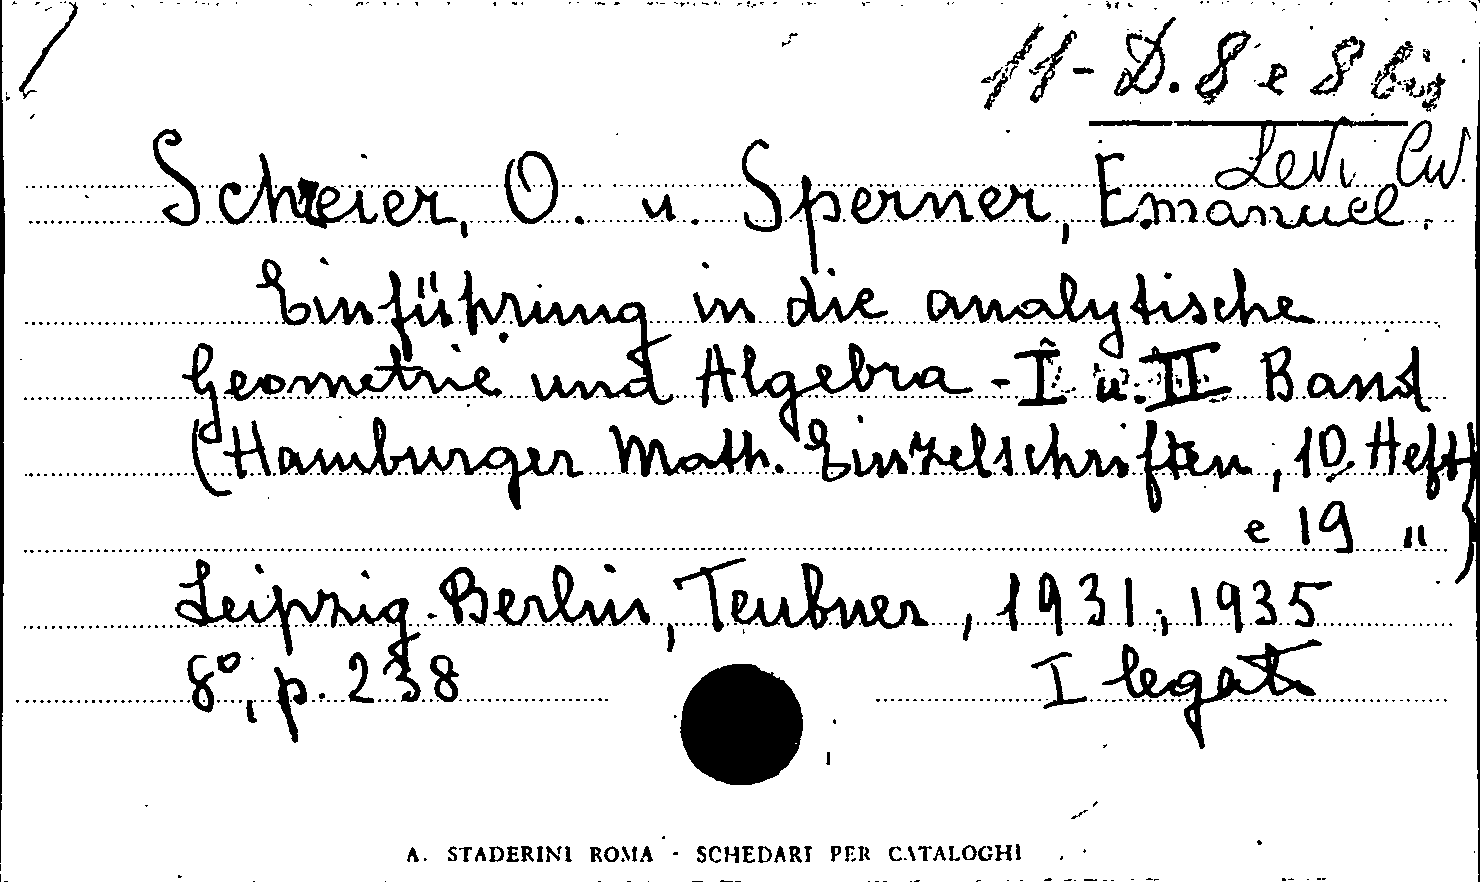 11-D.8 e 8 bis
Levi Civ.
Schreier, O. u. Sperner, Emanuel.
Einführung in die analytische
Geometrie und Algebra - I u. II Band
(Hamburger Math. Einzelschriften, 10 Heft)
e 19 "
Leipzig-Berlin, Teubner, 1931, 1935
8°, p. 238
I legato
A. STADERINI ROMA - SCHEDARI PER CATALOGHI